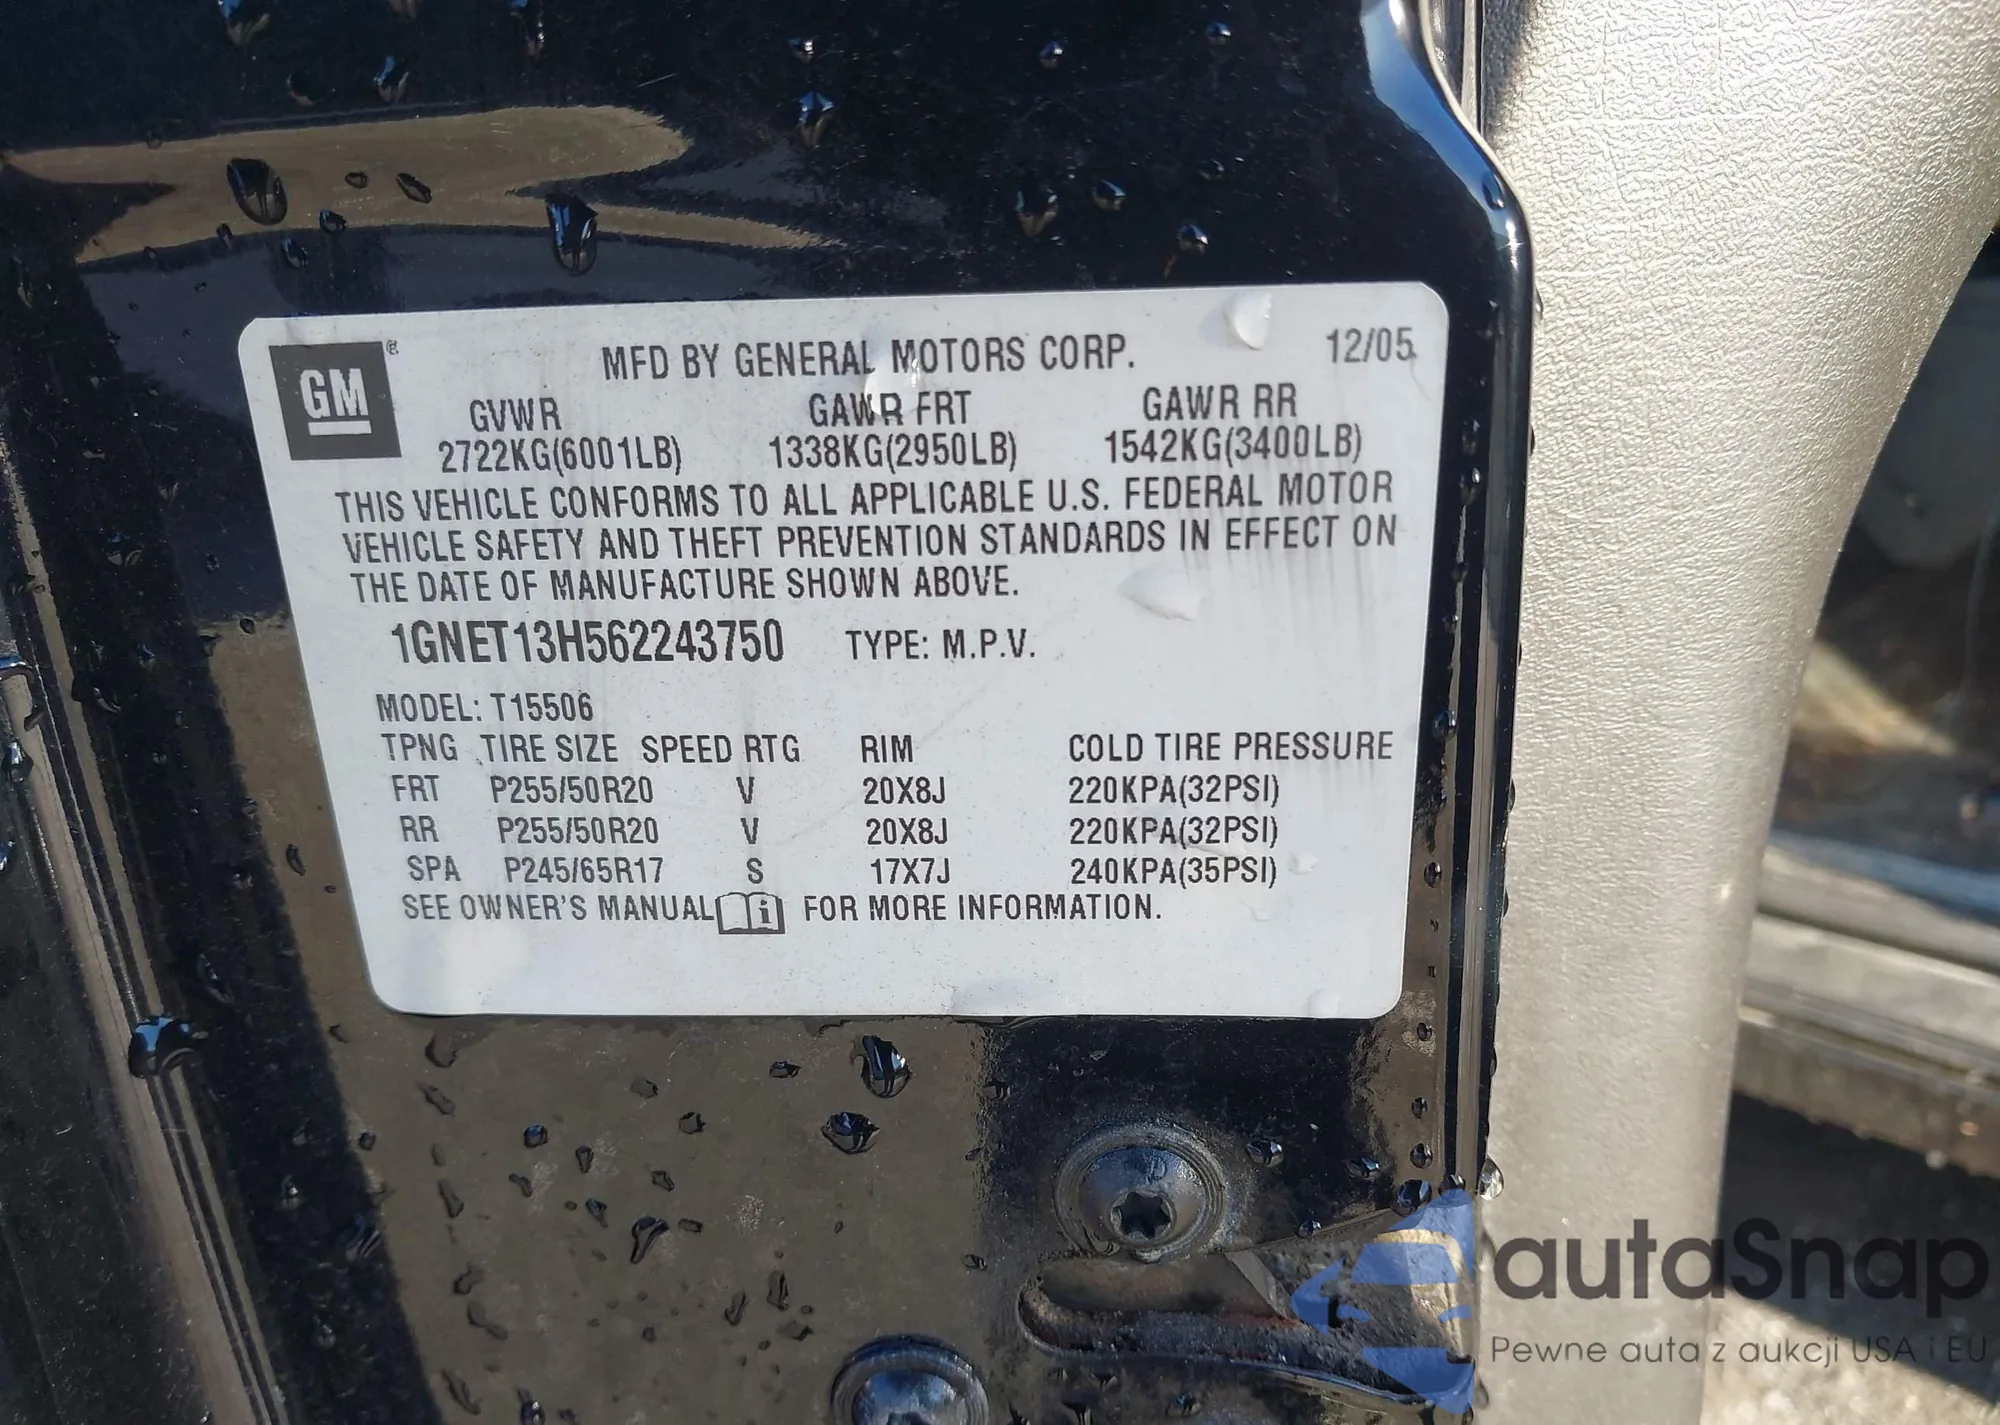 GM ®
MFD BY GENERAL MOTORS CORP. 12/05
GVWR GAWR FRT GAWR RR
2722KG(6001LB) 1338KG(2950LB) 1542KG(3400LB)
THIS VEHICLE CONFORMS TO ALL APPLICABLE U.S. FEDERAL MOTOR
VEHICLE SAFETY AND THEFT PREVENTION STANDARDS IN EFFECT ON
THE DATE OF MANUFACTURE SHOWN ABOVE.
1GNET13H562243750 TYPE: M.P.V.
MODEL: T15506
TPNG TIRE SIZE SPEED RTG RIM COLD TIRE PRESSURE
FRT P255/50R20 V 20X8J 220KPA(32PSI)
RR P255/50R20 V 20X8J 220KPA(32PSI)
SPA P245/65R17 S 17X7J 240KPA(35PSI)
SEE OWNER'S MANUAL i FOR MORE INFORMATION.
autaSnap
Pewne auta z aukcji USA i EU